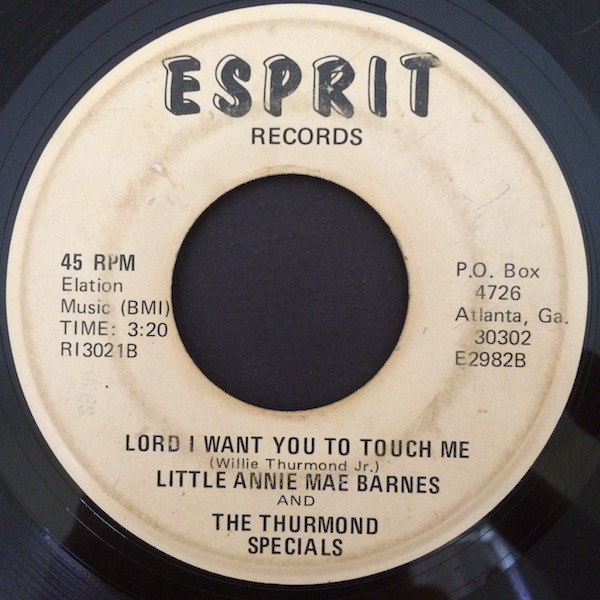 ESPRIT
RECORDS
45 RPM
Elation
Music (BMI)
TIME: 3:20
RI3021B
P.O. Box
4726
Atlanta, Ga.
30302
E2982B
LORD I WANT YOU TO TOUCH ME
(Willie Thurmond Jr.)
LITTLE ANNIE MAE BARNES
AND
THE THURMOND
SPECIALS